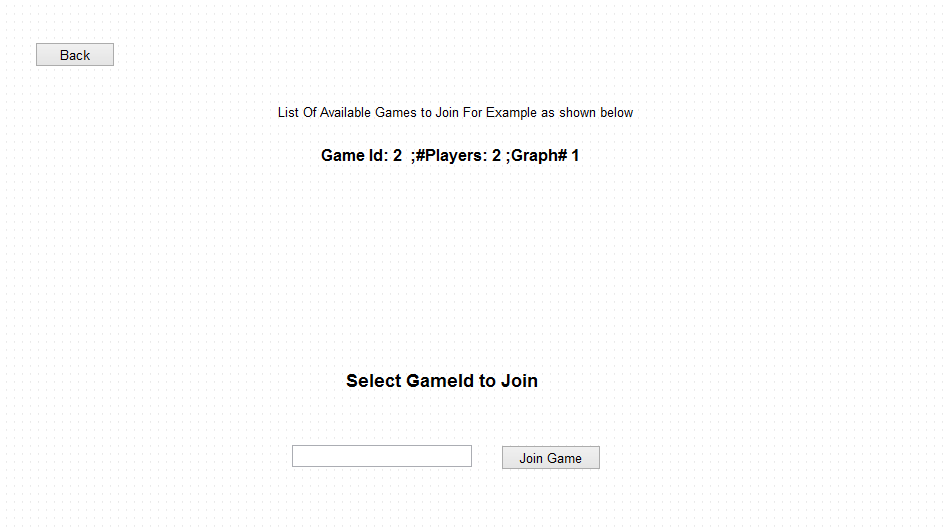 Back
List Of Available Games to Join For Example as shown below
Game Id: 2  ;#Players: 2 ;Graph# 1
Select GameId to Join
Join Game